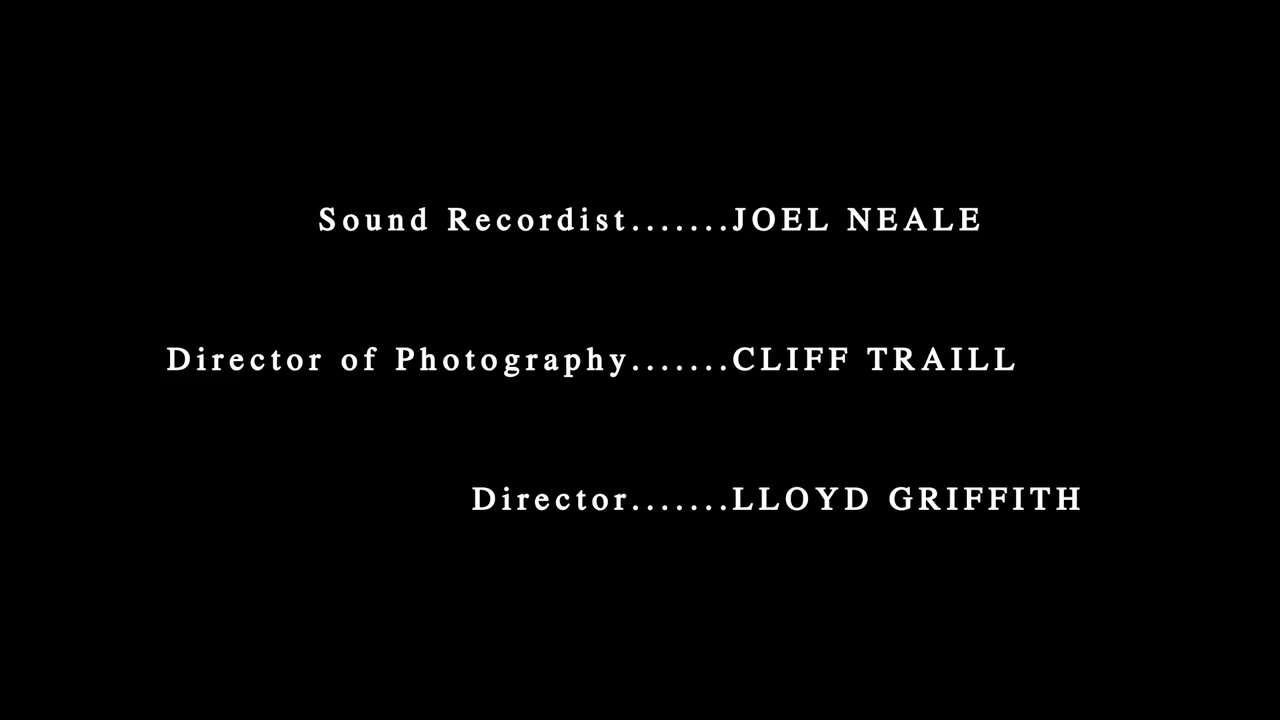 Sound Recordist.......JOEL NEALE
Director of Photography.......CLIFF TRAILL
Director.......LLOYD GRIFFITH